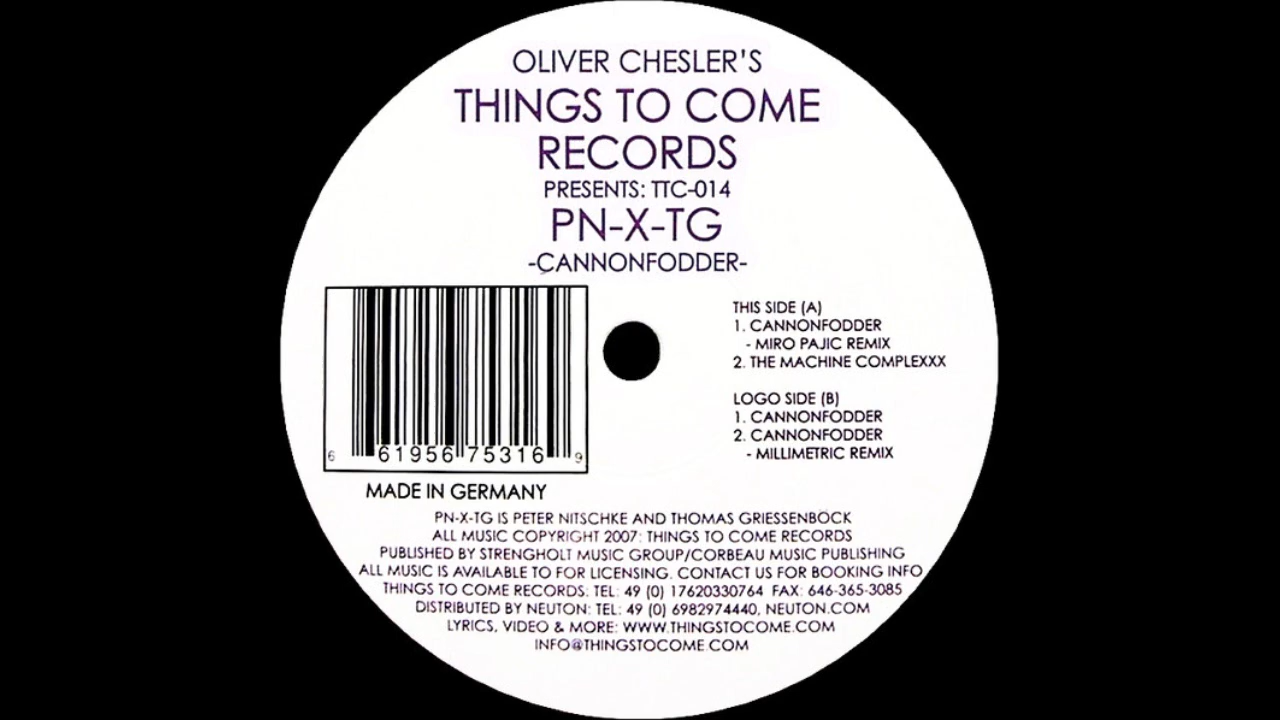 OLIVER CHESLER'S
THINGS TO COME
RECORDS
PRESENTS: TTC-014
PN-X-TG
-CANNONFODDER-
THIS SIDE (A)
1. CANNONFODDER
- MIRO PAJIC REMIX
2. THE MACHINE COMPLEXXX
LOGO SIDE (B)
1. CANNONFODDER
2. CANNONFODDER
- MILLIMETRIC REMIX
6 61956 75316 9
MADE IN GERMANY
PN-X-TG IS PETER NITSCHKE AND THOMAS GRIESSENBÖCK
ALL MUSIC COPYRIGHT 2007: THINGS TO COME RECORDS
PUBLISHED BY STRENGHOLT MUSIC GROUP/CORBEAU MUSIC PUBLISHING
ALL MUSIC IS AVAILABLE TO FOR LICENSING. CONTACT US FOR BOOKING INFO
THINGS TO COME RECORDS: TEL: 49 (0) 17620330764 FAX: 646-365-3085
DISTRIBUTED BY NEUTON: TEL: 49 (0) 6982974440, NEUTON.COM
LYRICS, VIDEO & MORE: WWW.THINGSTOCOME.COM
INFO@THINGSTOCOME.COM